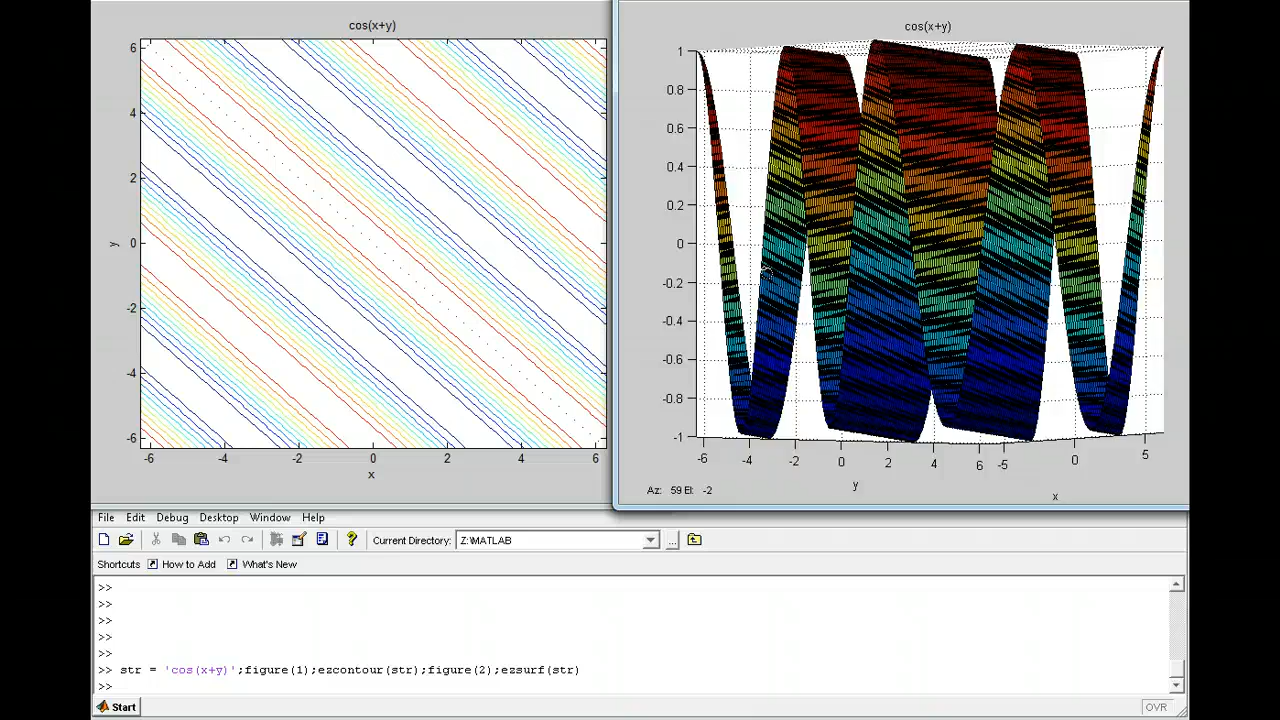 cos(x+y)
6
4
2
0
-2
-4
-6
y
-6 -4 -2 0 2 4 6
x
cos(x+y)
1
0.8
0.6
0.4
0.2
0
-0.2
-0.4
-0.6
-0.8
-1
-6 -4 -2 0 2 4 6 -5 0 5
y
x
Az: 59 El: -2
File Edit Debug Desktop Window Help
? Current Directory: Z:\MATLAB ...
Shortcuts How to Add What's New
>>
>>
>>
>>
>>
>> str = 'cos(x+y)';figure(1);ezcontour(str);figure(2);ezsurf(str)
>>
Start OVR